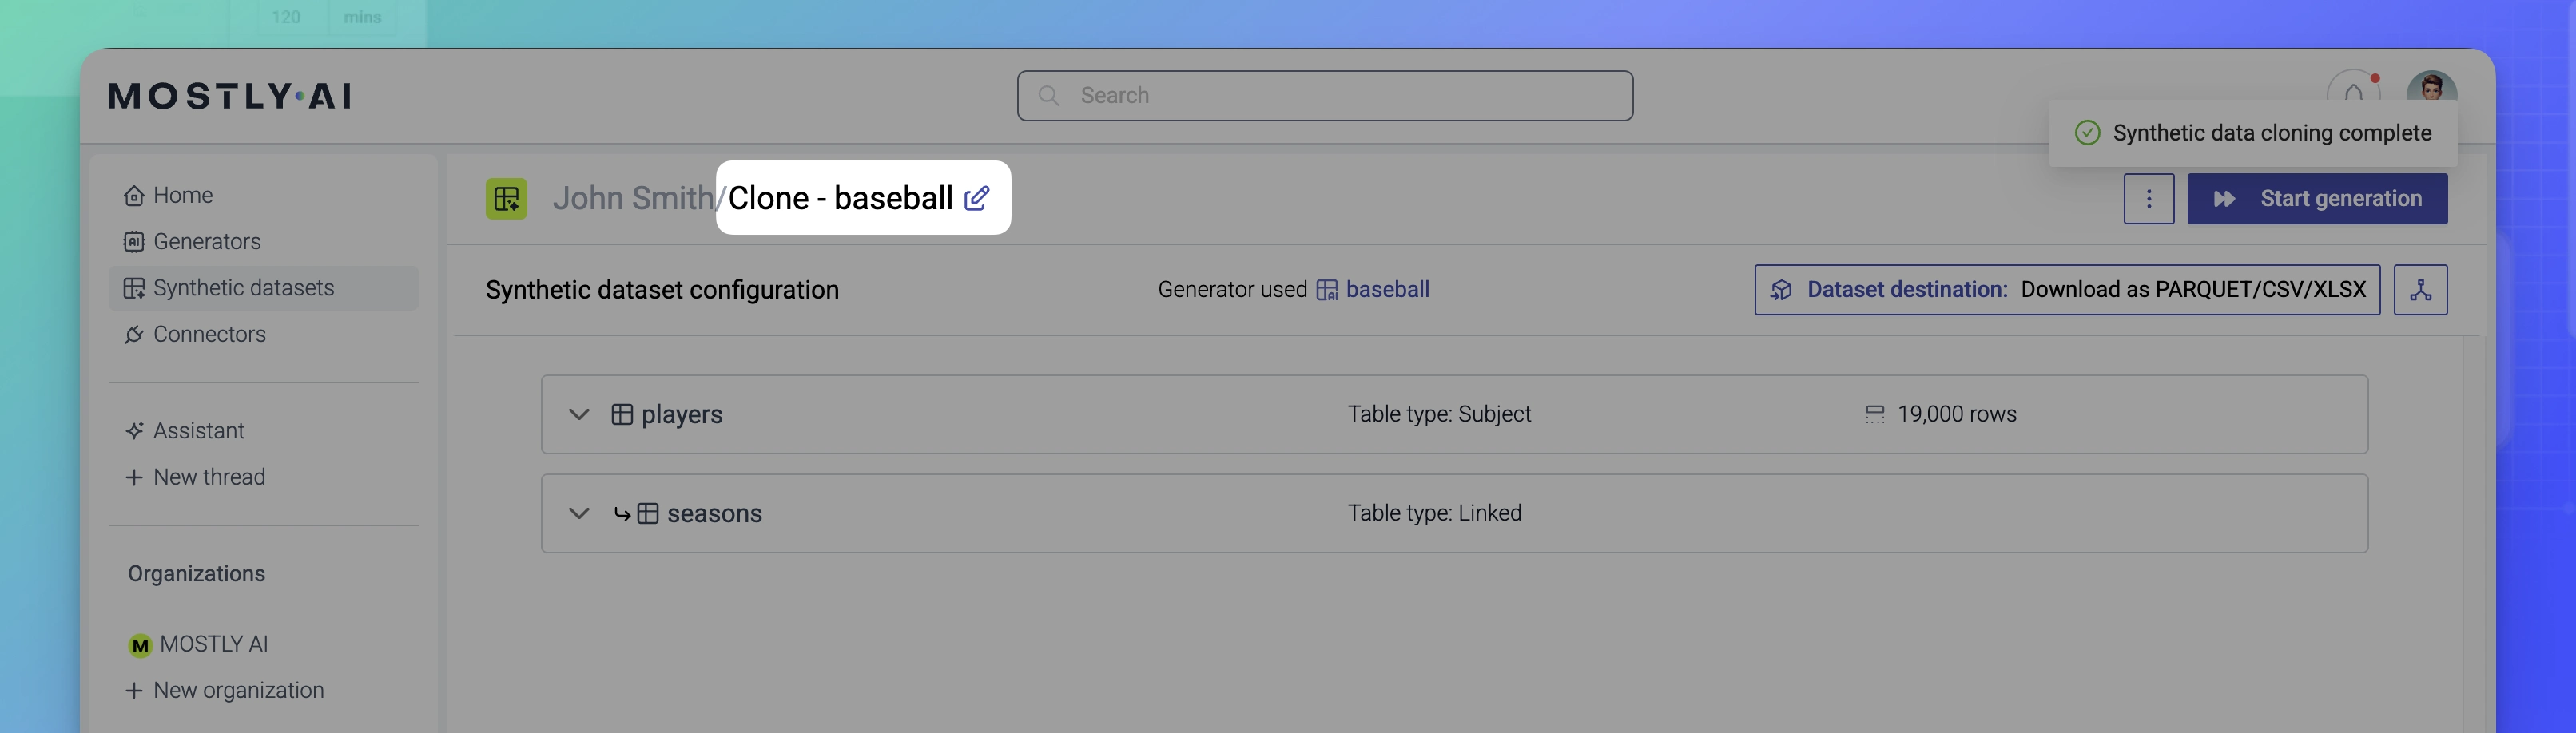 120 mins
MOSTLY AI
Search
Synthetic data cloning complete
Home
Generators
Synthetic datasets
Connectors
Assistant
New thread
Organizations
M MOSTLY AI
New organization
John Smith/Clone - baseball
Start generation
Synthetic dataset configuration
Generator used baseball
Dataset destination: Download as PARQUET/CSV/XLSX
players
Table type: Subject
19,000 rows
seasons
Table type: Linked